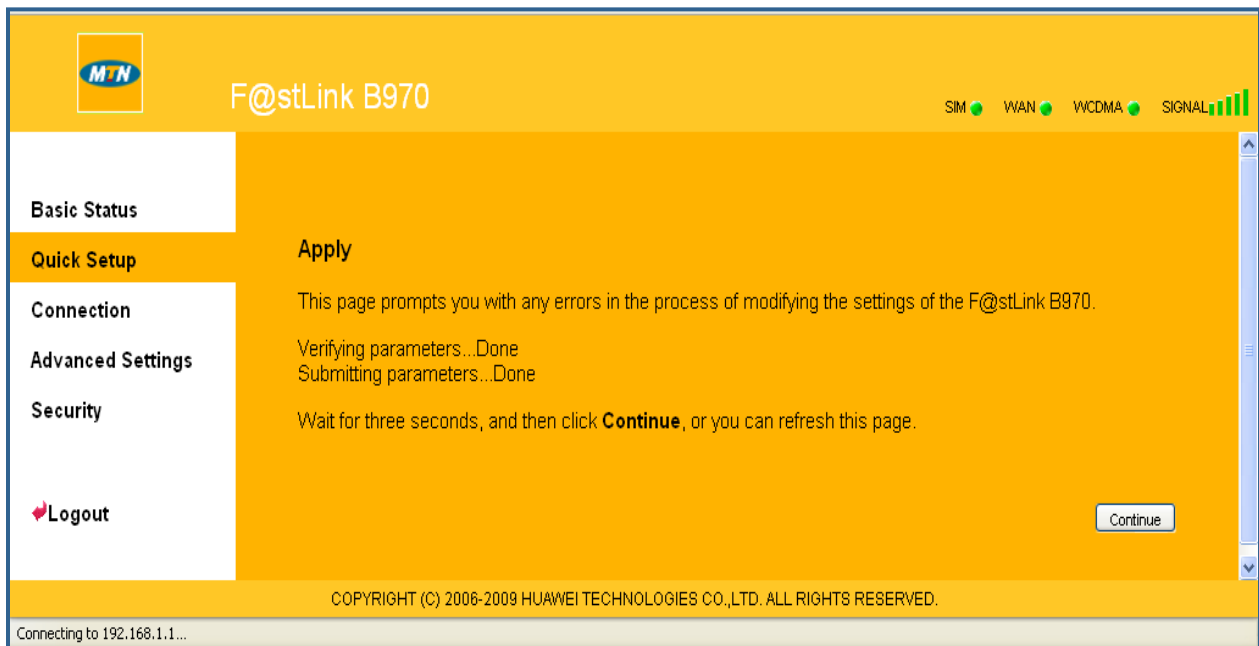 MTN
F@stLink B970
SIM WAN WCDMA SIGNAL
Basic Status
Quick Setup
Connection
Advanced Settings
Security
Logout
Apply
This page prompts you with any errors in the process of modifying the settings of the F@stLink B970.
Verifying parameters...Done
Submitting parameters...Done
Wait for three seconds, and then click Continue, or you can refresh this page.
Continue
COPYRIGHT (C) 2006-2009 HUAWEI TECHNOLOGIES CO.,LTD. ALL RIGHTS RESERVED.
Connecting to 192.168.1.1...